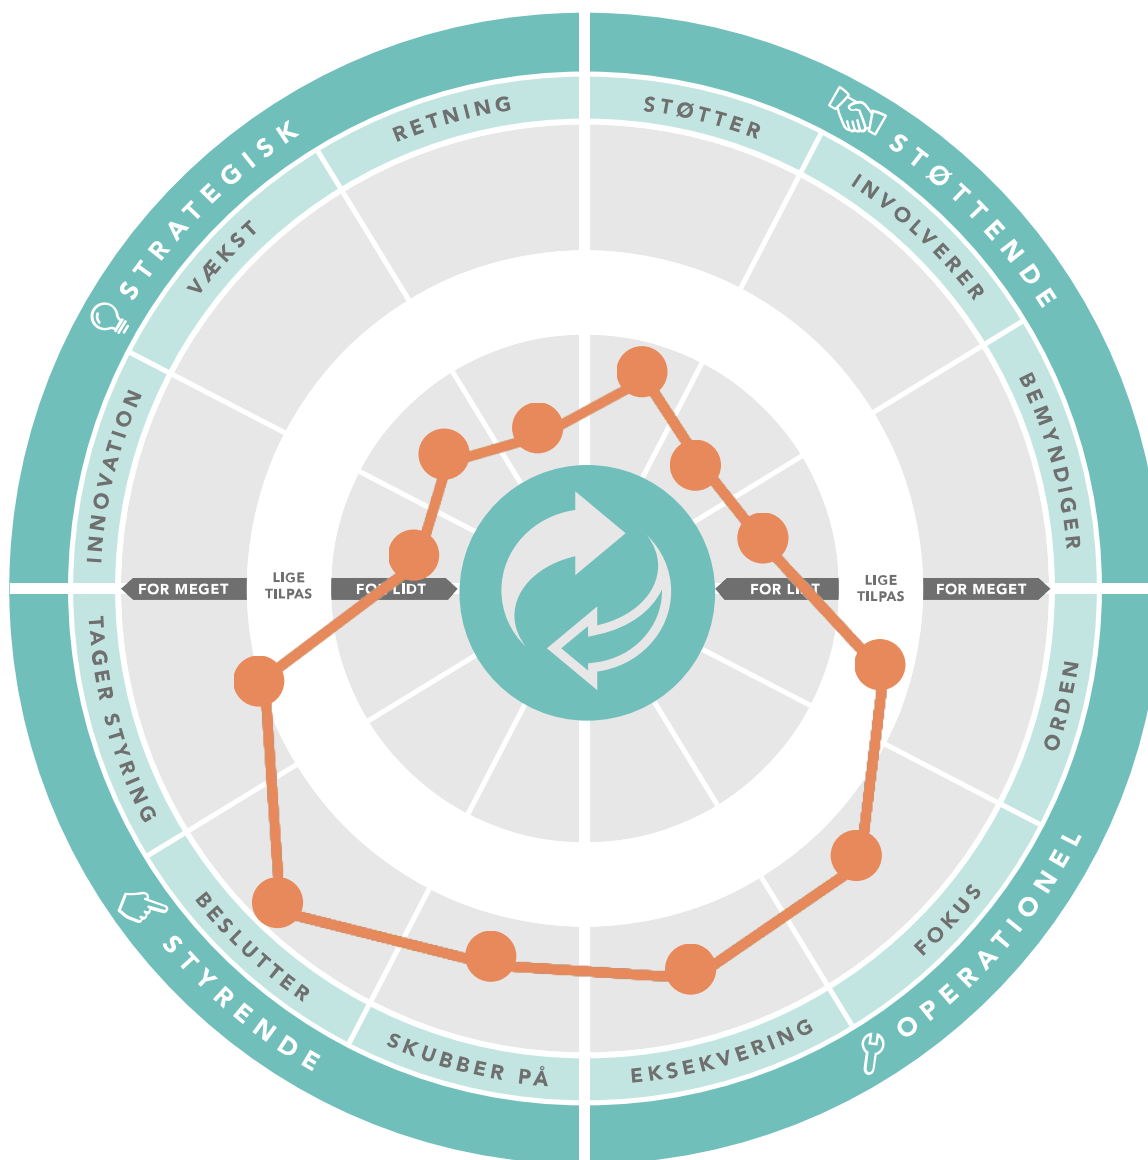 STRATEGISK
STØTTENDE
RETNING
STØTTER
VÆKST
INVOLVERER
INNOVATION
BEMYNDIGER
FOR MEGET
LIGE
TILPAS
FOR LIDT
FOR LIDT
LIGE
TILPAS
FOR MEGET
TAGER STYRING
ORDEN
BESLUTTER
FOKUS
SKUBBER PÅ
EKSEKVERING
STYRENDE
OPERATIONEL